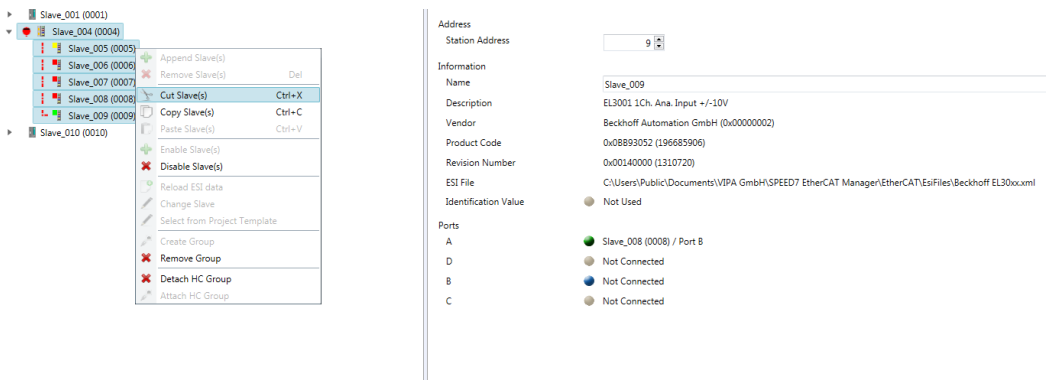 Slave_001 (0001)
Slave_004 (0004)
Slave_005 (0005)
Slave_006 (0006)
Slave_007 (0007)
Slave_008 (0008)
Slave_009 (0009)
Slave_010 (0010)
Append Slave(s)
Remove Slave(s) Del
Cut Slave(s) Ctrl+X
Copy Slave(s) Ctrl+C
Paste Slave(s) Ctrl+V
Enable Slave(s)
Disable Slave(s)
Reload ESI data
Change Slave
Select from Project Template
Create Group
Remove Group
Detach HC Group
Attach HC Group
Address
Station Address 9
Information
Name Slave_009
Description EL3001 1Ch. Ana. Input +/-10V
Vendor Beckhoff Automation GmbH (0x00000002)
Product Code 0x0BB93052 (196685906)
Revision Number 0x00140000 (1310720)
ESI File C:\Users\Public\Documents\VIPA GmbH\SPEED7 EtherCAT Manager\EtherCAT\EsiFiles\Beckhoff EL30xx.xml
Identification Value Not Used
Ports
A Slave_008 (0008) / Port B
D Not Connected
B Not Connected
C Not Connected